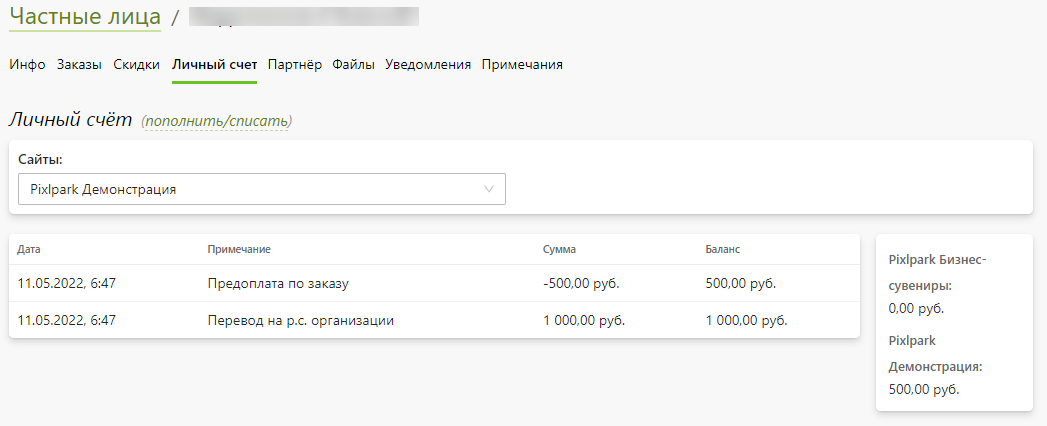 Частные лица /
Инфо Заказы Скидки Личный счет Партнёр Файлы Уведомления Примечания
Личный счёт (пополнить/списать)
Сайты:
Pixlpark Демонстрация
Дата Примечание Сумма Баланс
11.05.2022, 6:47 Предоплата по заказу -500,00 руб. 500,00 руб.
11.05.2022, 6:47 Перевод на р.с. организации 1 000,00 руб. 1 000,00 руб.
Pixlpark Бизнес-
сувениры:
0,00 руб.
Pixlpark
Демонстрация:
500,00 руб.